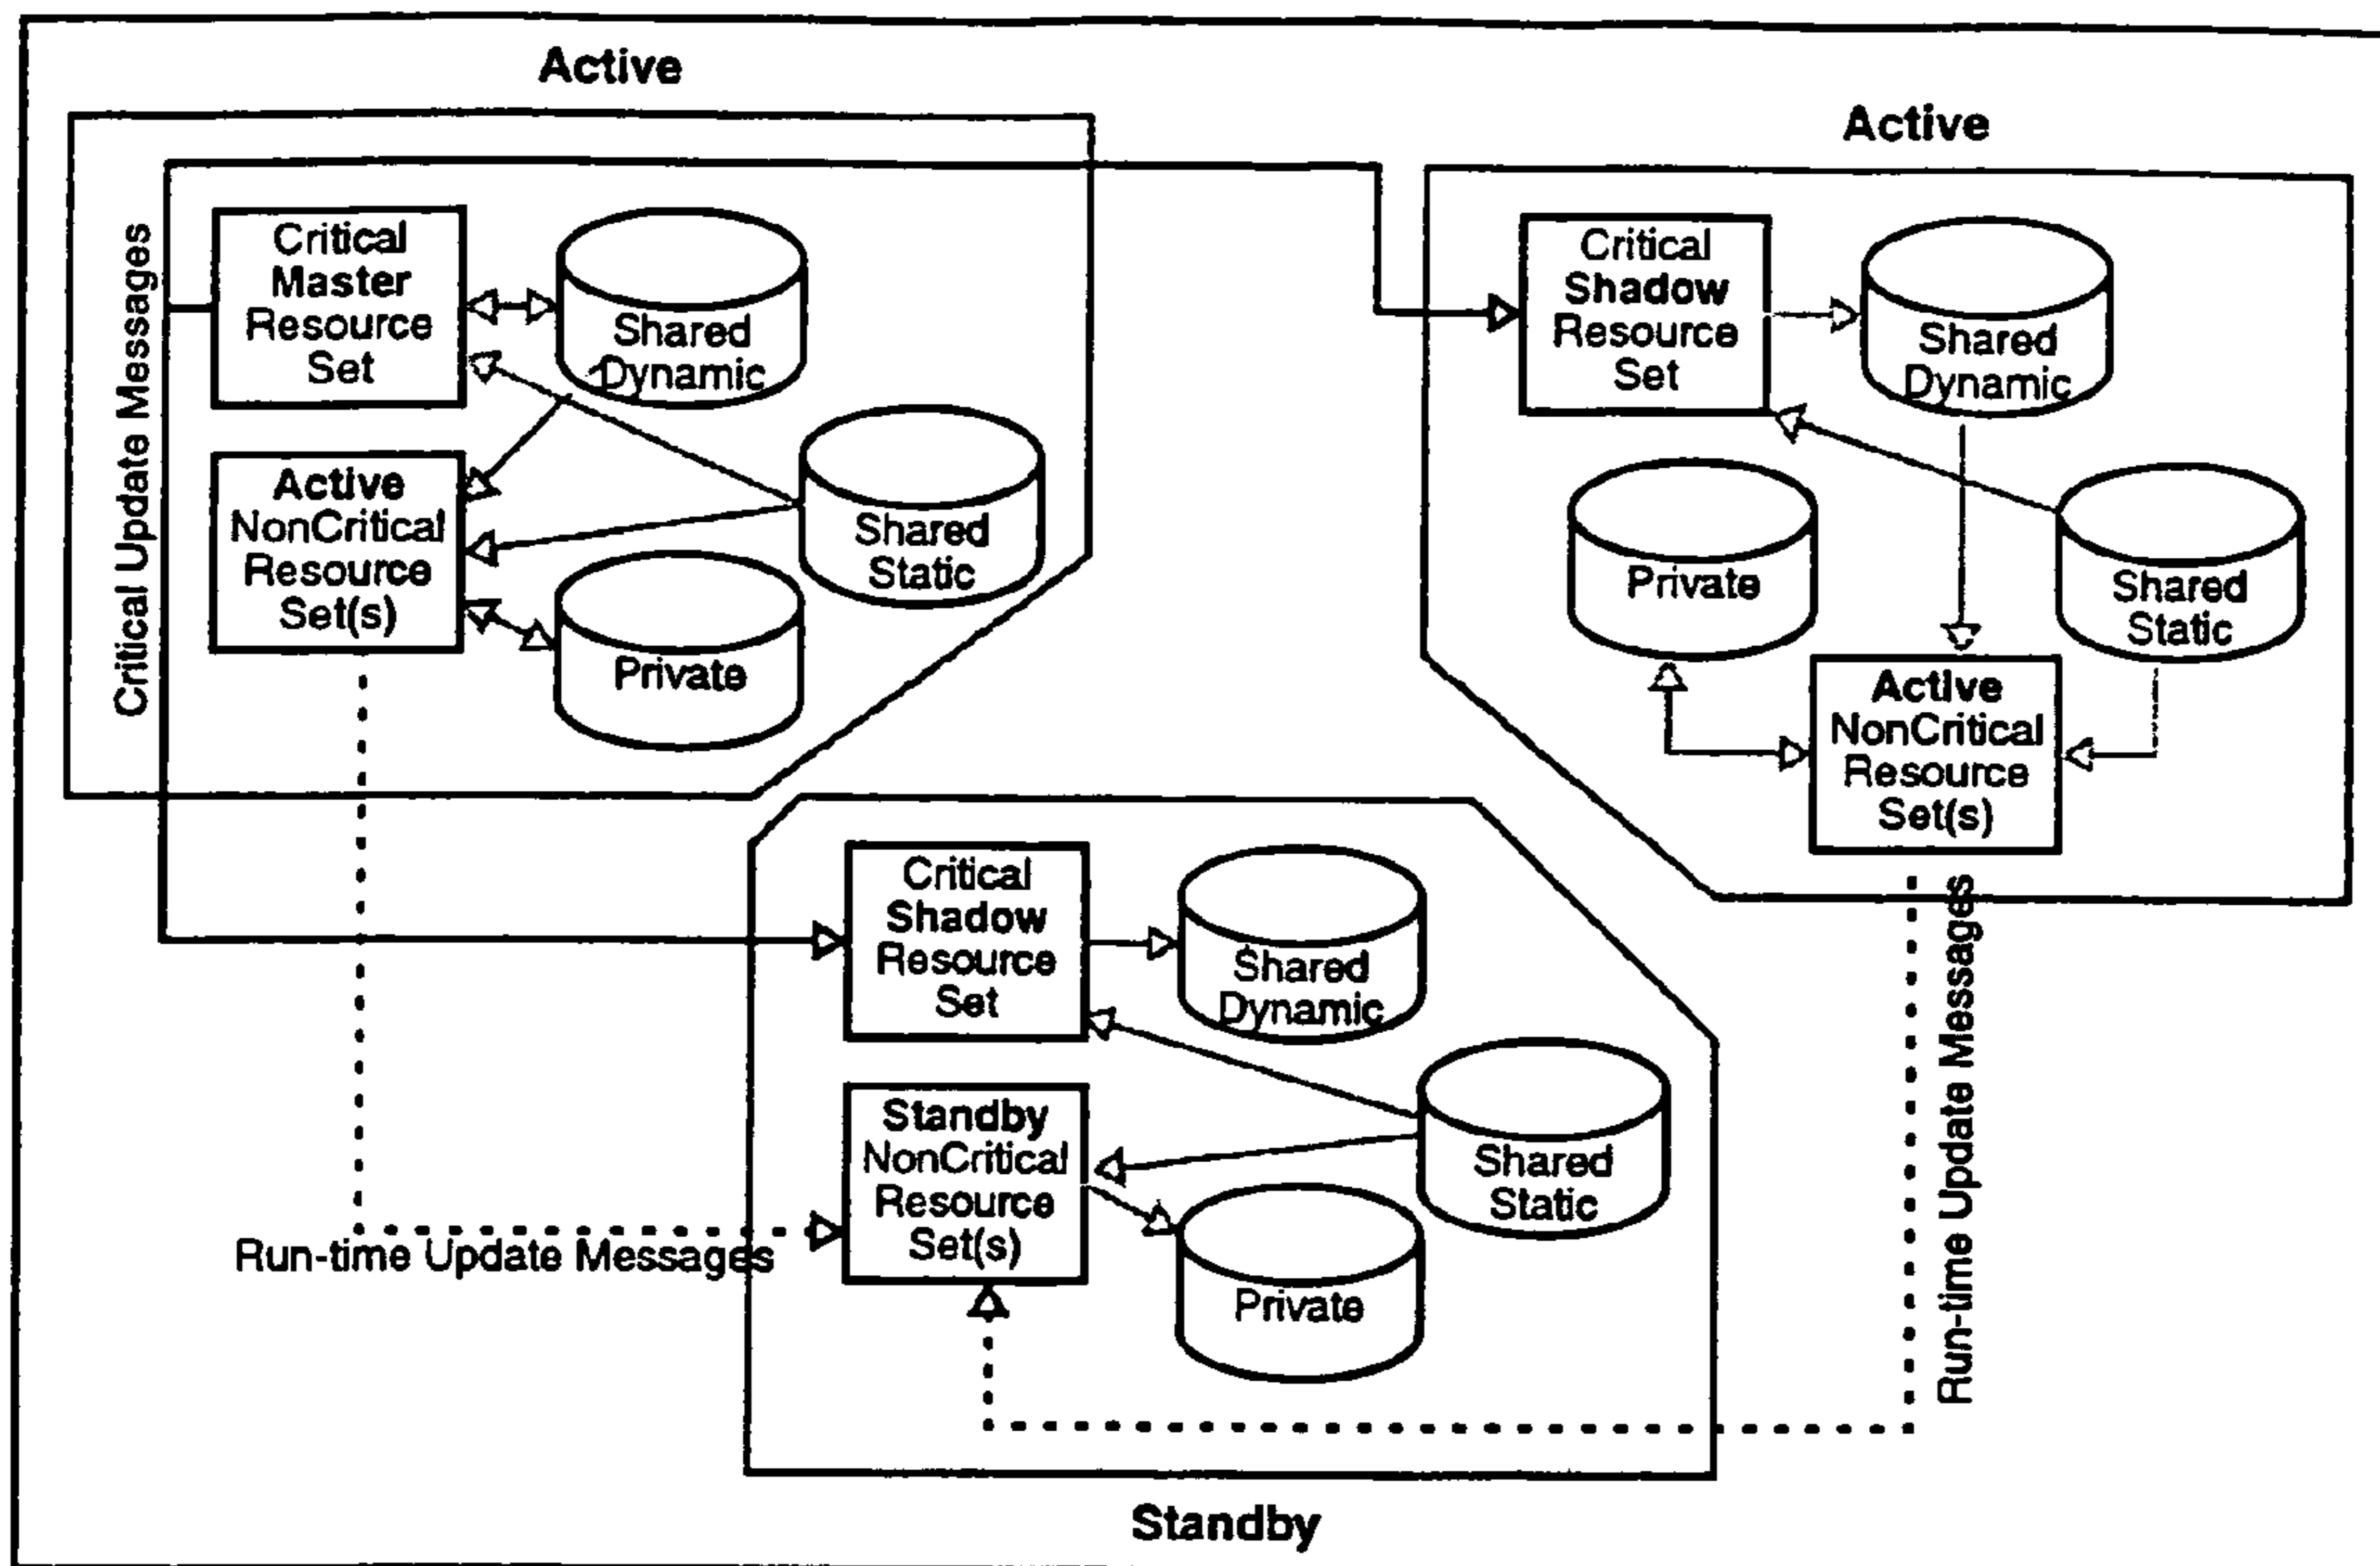 Active
Critical Update Messages
Critical
Master
Resource
Set
Shared
Dynamic
Active
NonCritical
Resource
Set(s)
Shared
Static
Private
Active
Critical
Shadow
Resource
Set
Shared
Dynamic
Private
Shared
Static
Active
NonCritical
Resource
Set(s)
Critical
Shadow
Resource
Set
Shared
Dynamic
Standby
NonCritical
Resource
Set(s)
Shared
Static
Private
Run-time Update Messages
Run-time Update Messages
Standby